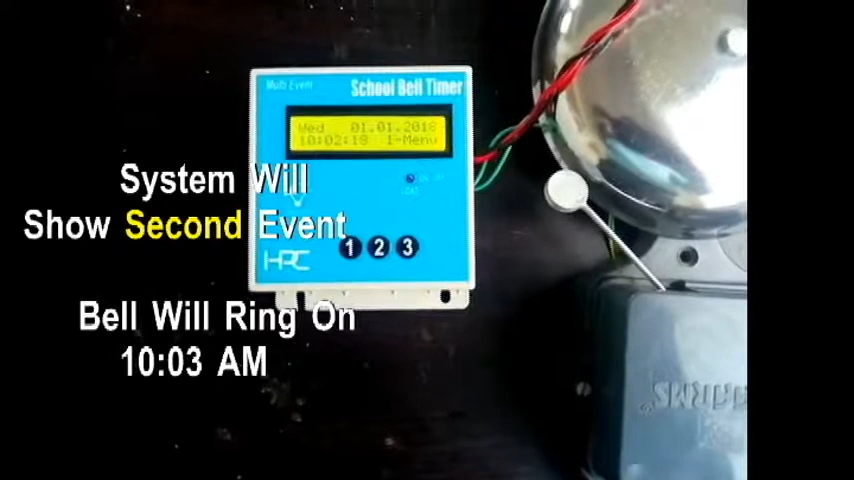 Multi Event
School Bell Timer
Wed 01.01.2018
10:02:18 1-Menu
System Will
Show Second Event
1 2 3
HPC
Bell Will Ring On
10:03 AM